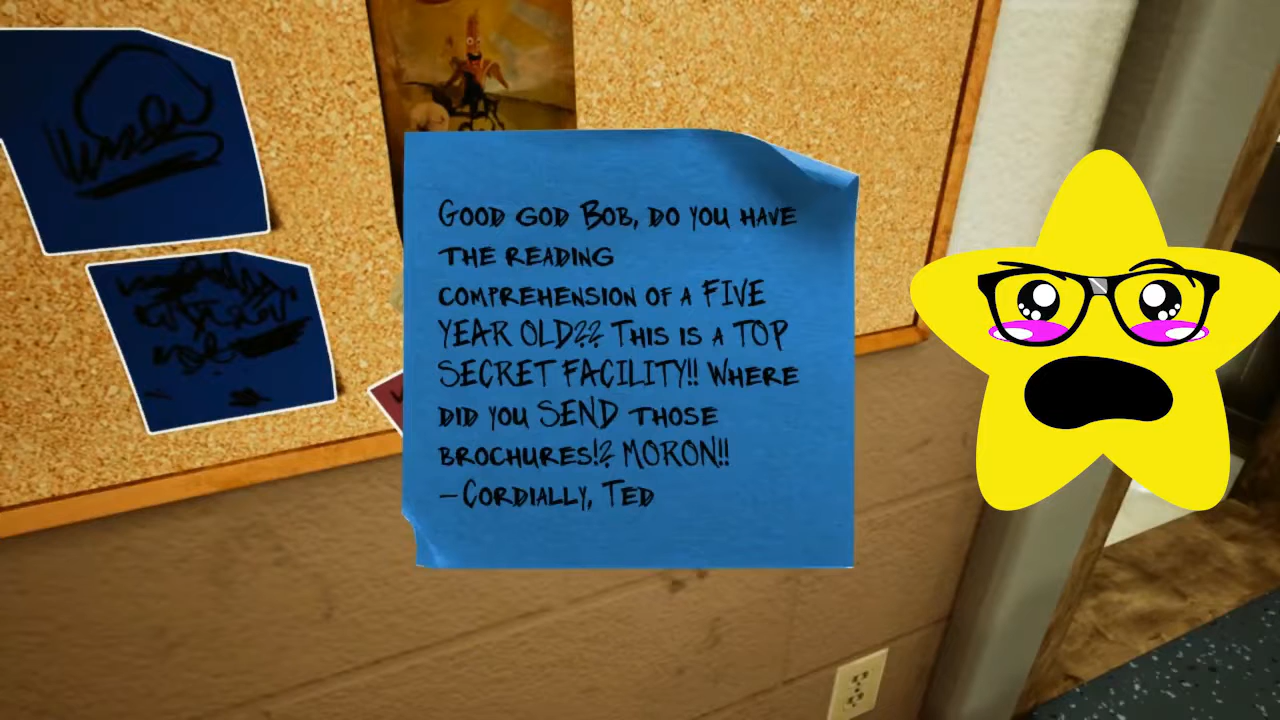 Good god Bob, do you have
the reading
comprehension of a FIVE
YEAR OLD?? This is a TOP
SECRET FACILITY!! Where
did you SEND those
brochures!? MORON!!
–Cordially, Ted